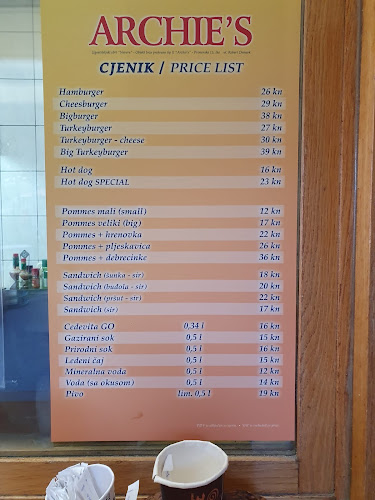 ARCHIE'S
CJENIK / PRICE LIST
Hamburger 26 kn
Cheesburger 29 kn
Bigburger 38 kn
Turkeyburger 27 kn
Turkeyburger - cheese 30 kn
Big Turkeyburger 39 kn
Hot dog 16 kn
Hot dog SPECIAL 23 kn
Pommes mali (small) 12 kn
Pommes veliki (big) 17 kn
Pommes + hrenovka 22 kn
Pommes + pljeskavica 26 kn
Pommes + debrecinke 36 kn
Sandwich (šunka - sir) 18 kn
Sandwich (budola - sir) 20 kn
Sandwich (pršut - sir) 22 kn
Sandwich (sir) 17 kn
Cedevita GO 0,34 l 16 kn
Gazirani sok 0,5 l 15 kn
Prirodni sok 0,5 l 16 kn
Ledeni čaj 0,5 l 15 kn
Mineralna voda 0,5 l 12 kn
Voda (sa okusom) 0,5 l 14 kn
Pivo lim. 0,5 l 19 kn